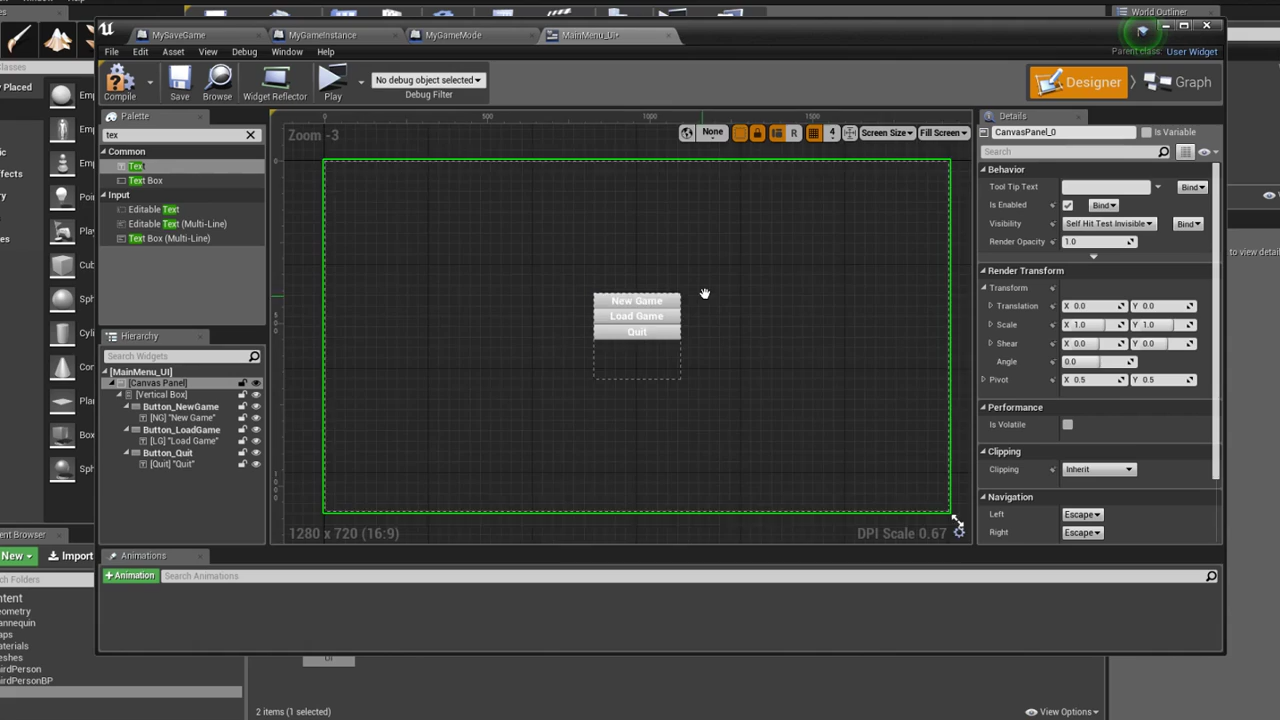 World Outliner
MySaveGame
MyGameInstance
MyGameMode
MainMenu_UI*
File
Edit
Asset
View
Debug
Window
Help
Parent class: User Widget
Compile
Save
Browse
Widget Reflector
Play
No debug object selected
Debug Filter
Designer
Graph
Classes
Palette
tex
Common
Text
Text Box
Input
Editable Text
Editable Text (Multi-Line)
Text Box (Multi-Line)
Hierarchy
Search Widgets
[MainMenu_UI]
[Canvas Panel]
[Vertical Box]
Button_NewGame
[NG] "New Game"
Button_LoadGame
[LG] "Load Game"
Button_Quit
[Quit] "Quit"
Zoom -3
0
500
1000
1500
None
R
4
Screen Size
Fill Screen
New Game
Load Game
Quit
1280 x 720 (16:9)
DPI Scale 0.67
Details
CanvasPanel_0
Is Variable
Search
Behavior
Tool Tip Text
Bind
Is Enabled
Bind
Visibility
Self Hit Test Invisible
Bind
Render Opacity
1.0
Render Transform
Transform
Translation
X 0.0
Y 0.0
Scale
X 1.0
Y 1.0
Shear
X 0.0
Y 0.0
Angle
0.0
Pivot
X 0.5
Y 0.5
Performance
Is Volatile
Clipping
Clipping
Inherit
Navigation
Left
Escape
Right
Escape
Animations
+Animation
Search Animations
New
Import
2 items (1 selected)
View Options